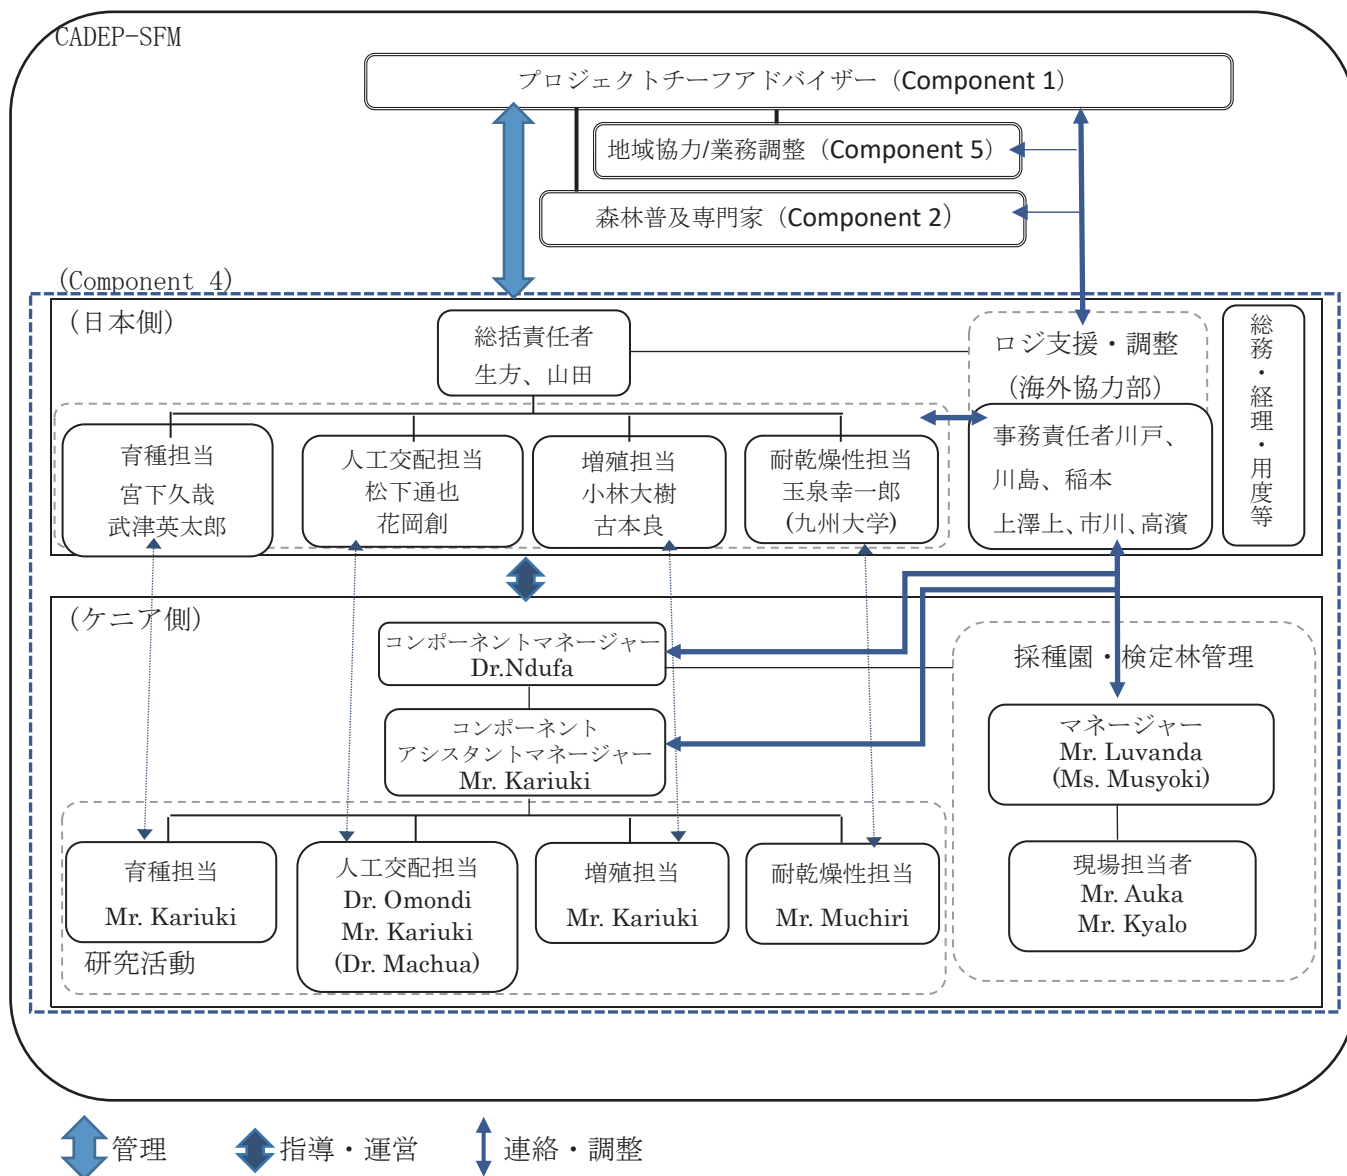 CADEP-SFM
プロジェクトチーフアドバイザー（Component 1）
地域協力/業務調整（Component 5）
森林普及専門家（Component 2）
(Component 4)
(日本側)
総括責任者
生方、山田
ロジ支援・調整
(海外協力部)
事務責任者川戸、
川島、稲本
上澤上、市川、高濱
総務・経理・用度等
育種担当
宮下久哉
武津英太郎
人工交配担当
松下通也
花岡創
増殖担当
小林大樹
古本良
耐乾燥性担当
玉泉幸一郎
(九州大学)
(ケニア側)
コンポーネントマネージャー
Dr.Ndufa
コンポーネント
アシスタントマネージャー
Mr. Kariuki
採種園・検定林管理
マネージャー
Mr. Luvanda
(Ms. Musyoki)
現場担当者
Mr. Auka
Mr. Kyalo
育種担当
Mr. Kariuki
人工交配担当
Dr. Omondi
Mr. Kariuki
(Dr. Machua)
増殖担当
Mr. Kariuki
耐乾燥性担当
Mr. Muchiri
研究活動
管理
指導・運営
連絡・調整